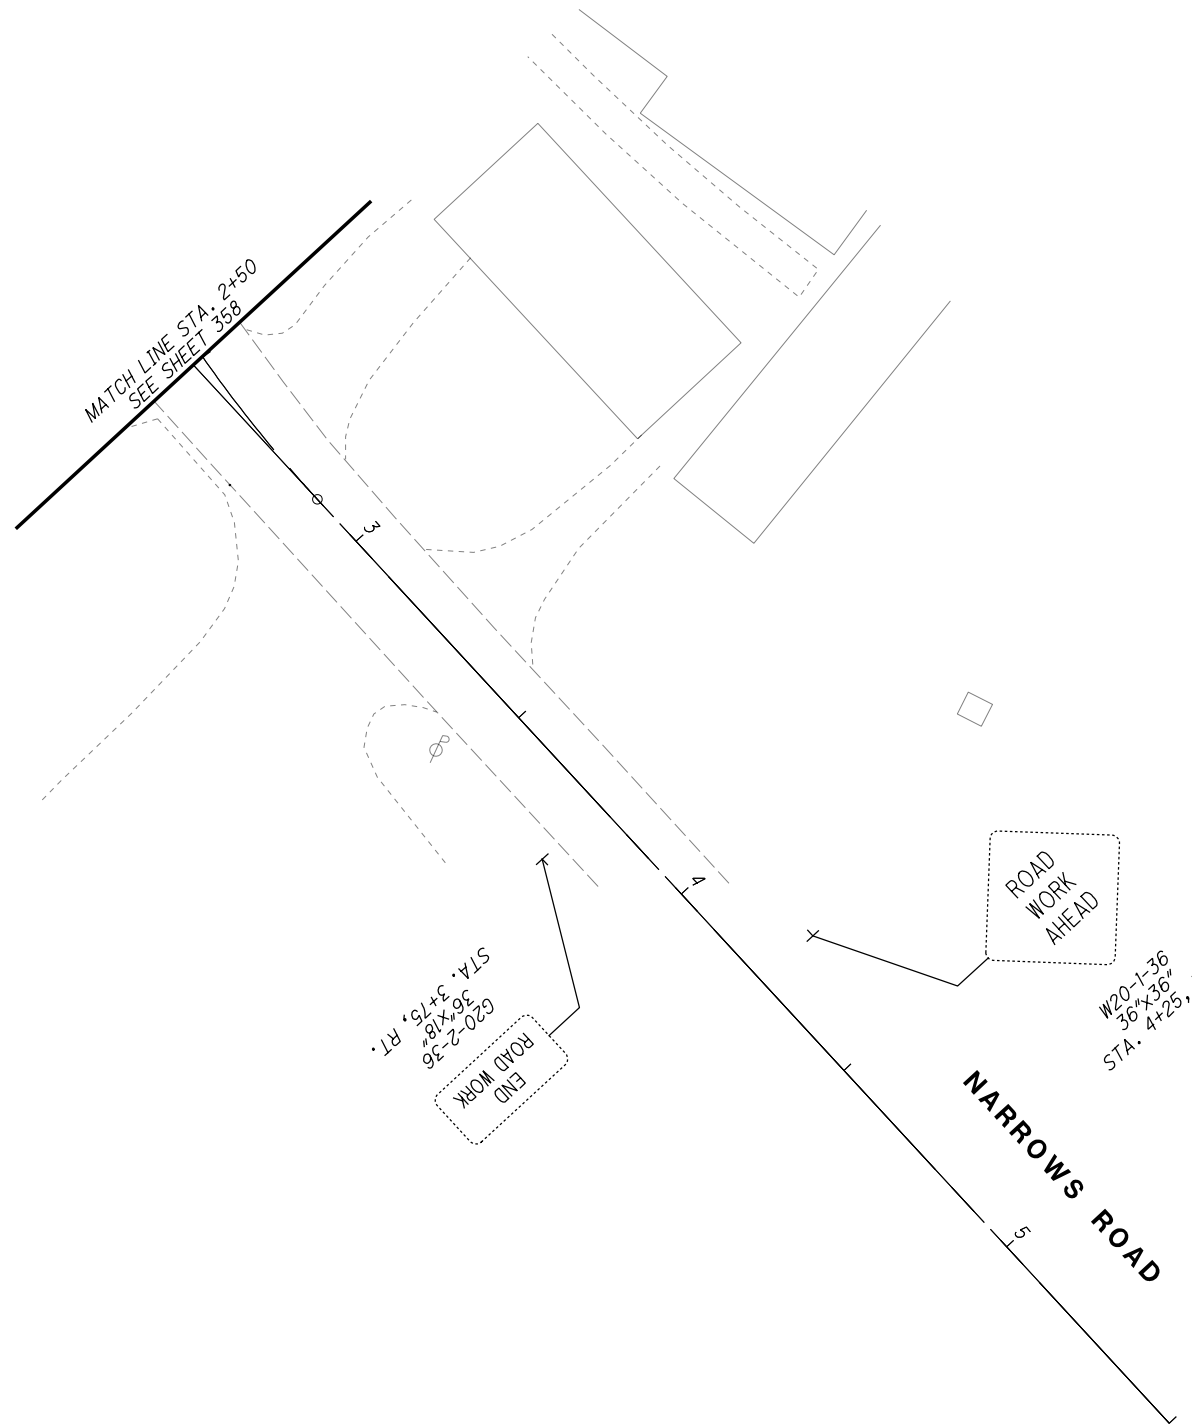 MATCH LINE STA. 2+50
SEE SHEET 358
3
4
ROAD
WORK
AHEAD
W20-1-36
36"x36"
STA. 4+25,
STA. 3+75, RT.
36"x18"
G20-2-36
END
ROAD WORK
NARROWS ROAD
5